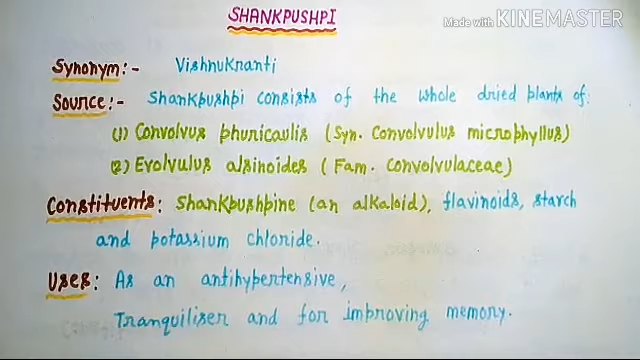 SHANKPUSHPI
Made with KINEMASTER
Synonym:- Vishnukranti
Source:- Shankpushpi consists of the whole dried plants of:
(1) Convolvus phuricaulis (Syn. Convolvulus microphyllus)
(2) Evolvulus alsinoides (Fam. Convolvulaceae)
Constituents: Shankpushpine (an alkaloid), flavinoids, starch
and potassium chloride.
Uses: As an antihypertensive,
Tranquiliser and for improving memory.